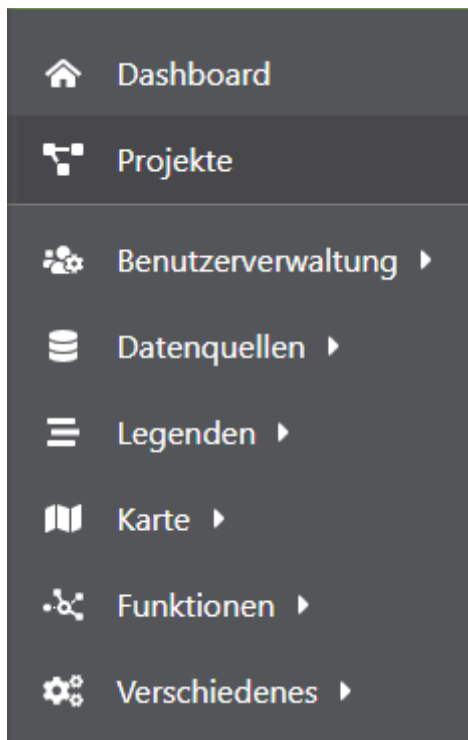 Dashboard
Projekte
Benutzerverwaltung
Datenquellen
Legenden
Karte
Funktionen
Verschiedenes